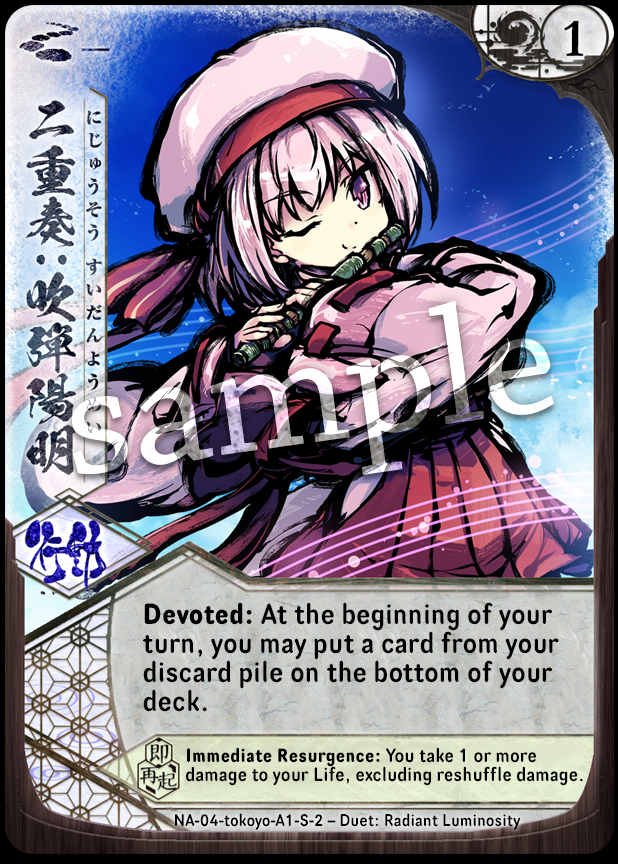 1
二重奏:吹弾陽明
にじゅうそう すいだんようめい
行動
sample
Devoted: At the beginning of your
turn, you may put a card from your
discard pile on the bottom of your
deck.
即
再起
Immediate Resurgence: You take 1 or more
damage to your Life, excluding reshuffle damage.
NA-04-tokoyo-A1-S-2 – Duet: Radiant Luminosity